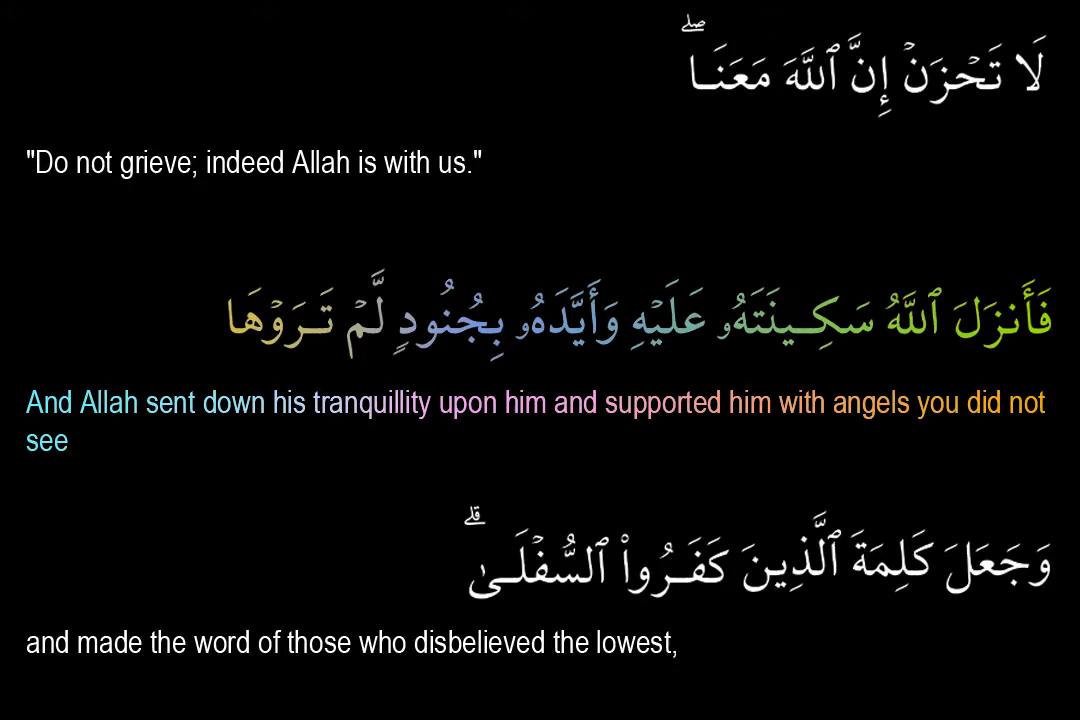 لَا تَحْزَنْ إِنَّ ٱللَّهَ مَعَنَاۖ
"Do not grieve; indeed Allah is with us."
فَأَنزَلَ ٱللَّهُ سَكِينَتَهُۥ عَلَيْهِ وَأَيَّدَهُۥ بِجُنُودٍ لَّمْ تَرَوْهَا
And Allah sent down his tranquillity upon him and supported him with angels you did not
see
وَجَعَلَ كَلِمَةَ ٱلَّذِينَ كَفَرُوا۟ ٱلسُّفْلَىٰۗ
and made the word of those who disbelieved the lowest,